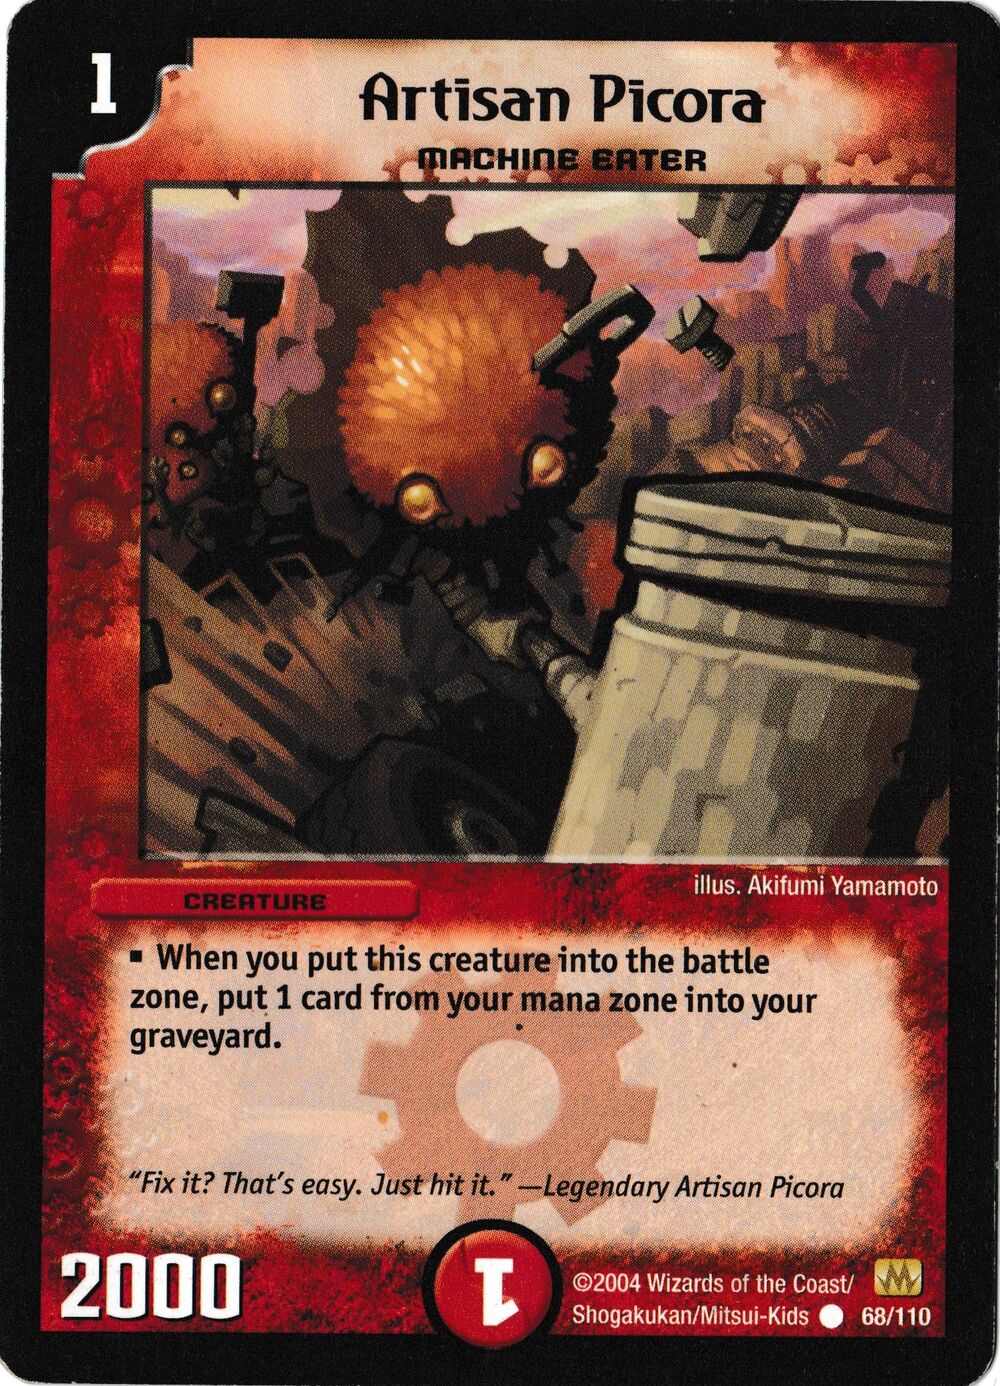 1
Artisan Picora
MACHINE EATER
illus. Akifumi Yamamoto
CREATURE
▪ When you put this creature into the battle
zone, put 1 card from your mana zone into your
graveyard.
“Fix it? That’s easy. Just hit it.” —Legendary Artisan Picora
2000
1
©2004 Wizards of the Coast/
Shogakukan/Mitsui-Kids
68/110